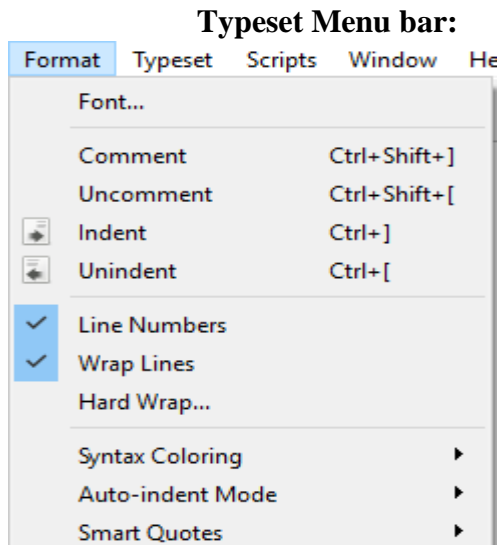 Typeset Menu bar:
Format Typeset Scripts Window He
Font...
Comment Ctrl+Shift+]
Uncomment Ctrl+Shift+[
Indent Ctrl+]
Unindent Ctrl+[
Line Numbers
Wrap Lines
Hard Wrap...
Syntax Coloring
Auto-indent Mode
Smart Quotes